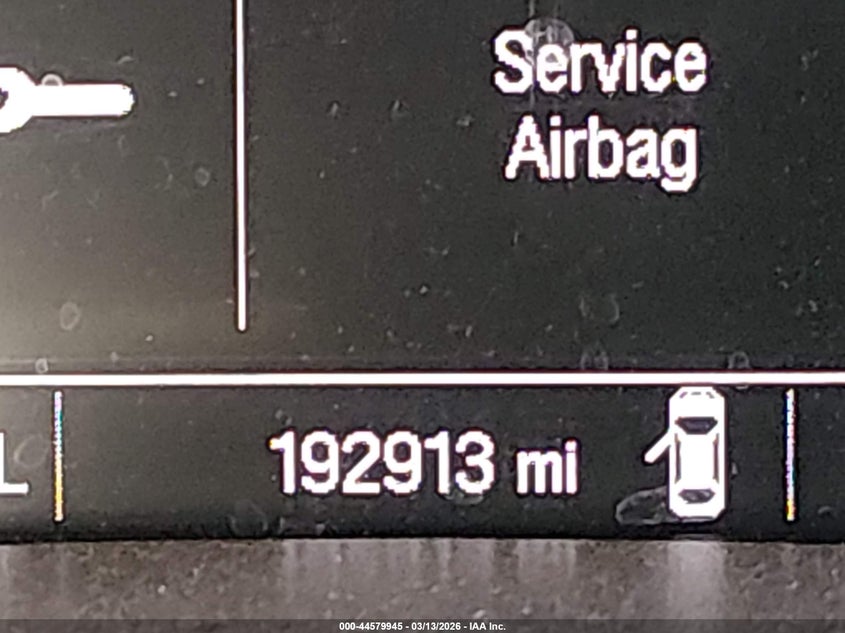 Service
Airbag
L
192913 mi
000-44579945 - 03/13/2026 - IAA Inc.